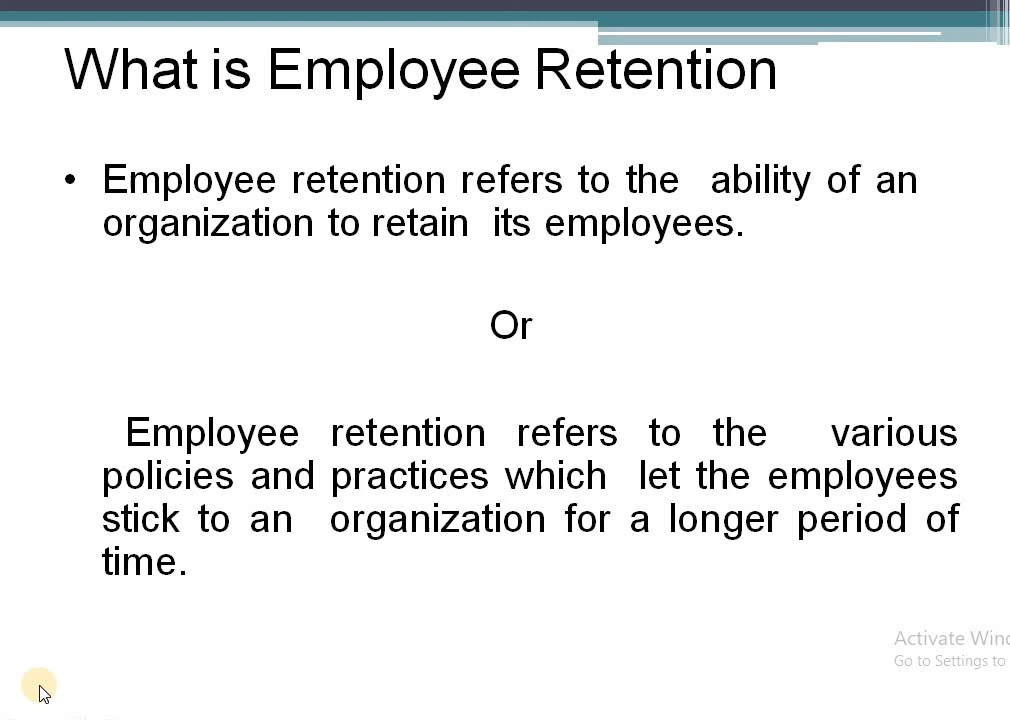 What is Employee Retention
• Employee retention refers to the ability of an
organization to retain its employees.
Or
Employee retention refers to the various
policies and practices which let the employees
stick to an organization for a longer period of
time.
Activate Wind
Go to Settings to